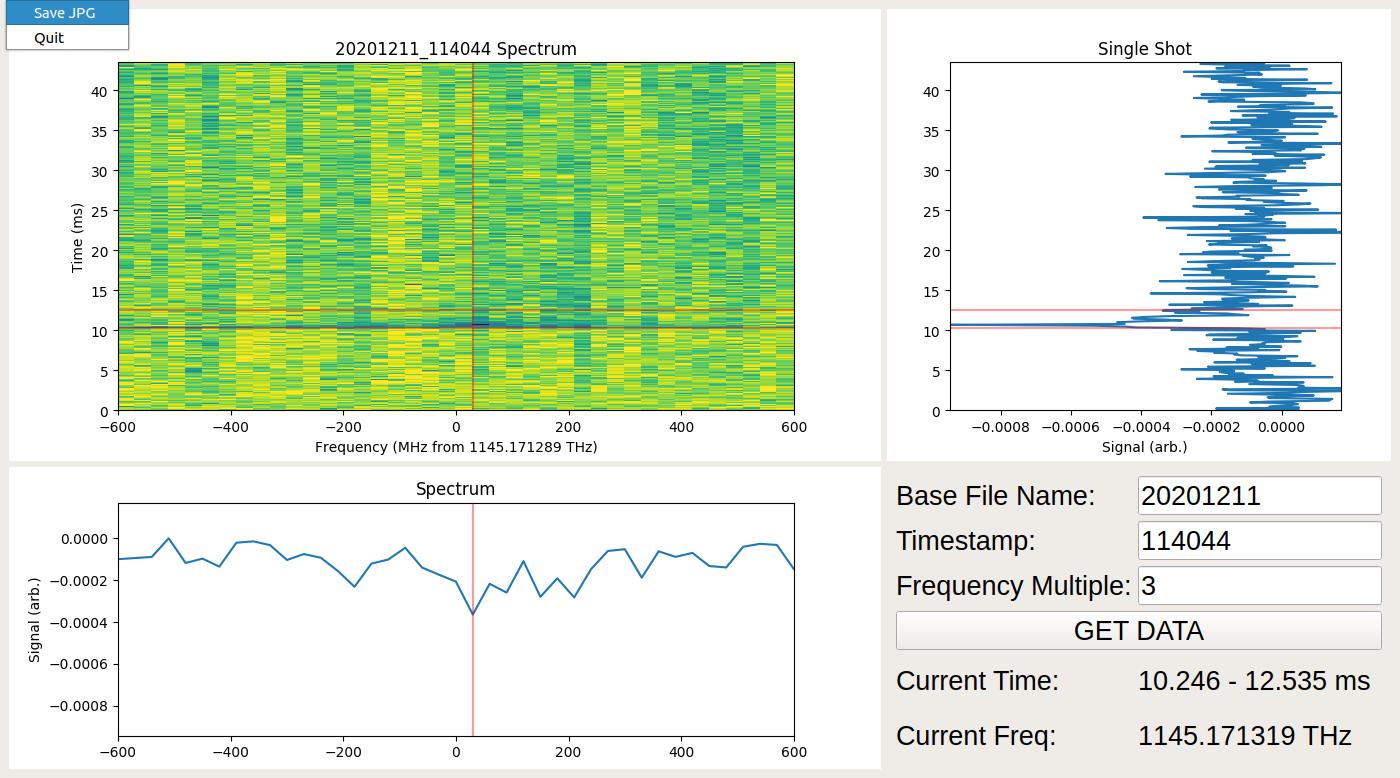 Save JPG
Quit
20201211_114044 Spectrum
Time (ms)
40
35
30
25
20
15
10
5
0
−600 −400 −200 0 200 400 600
Frequency (MHz from 1145.171289 THz)
Single Shot
40
35
30
25
20
15
10
5
0
−0.0008 −0.0006 −0.0004 −0.0002 0.0000
Signal (arb.)
Spectrum
Signal (arb.)
0.0000
−0.0002
−0.0004
−0.0006
−0.0008
−600 −400 −200 0 200 400 600
Base File Name: 20201211
Timestamp: 114044
Frequency Multiple: 3
GET DATA
Current Time: 10.246 - 12.535 ms
Current Freq: 1145.171319 THz